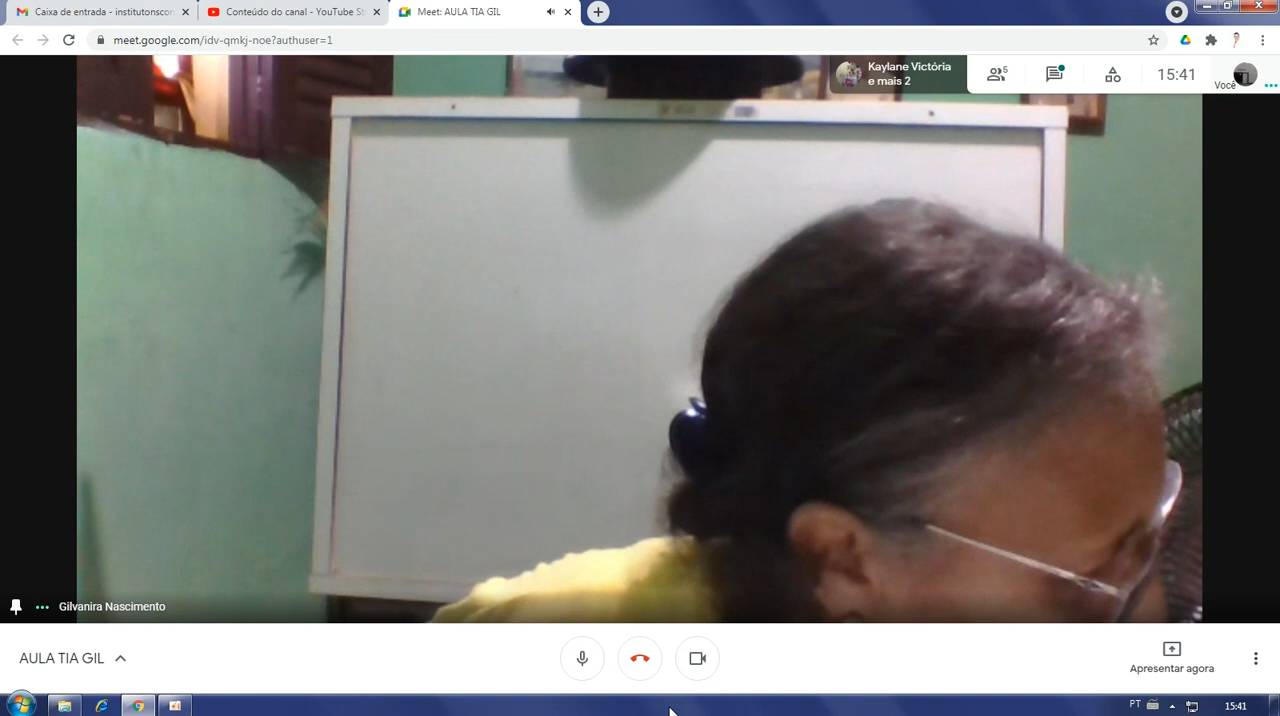 Caixa de entrada - institutonscon
Conteúdo do canal - YouTube St
Meet: AULA TIA GIL
meet.google.com/idv-qmkj-noe?authuser=1
Kaylane Victória
e mais 2
5
15:41
Você
Gilvanira Nascimento
AULA TIA GIL
Apresentar agora
PT
15:41